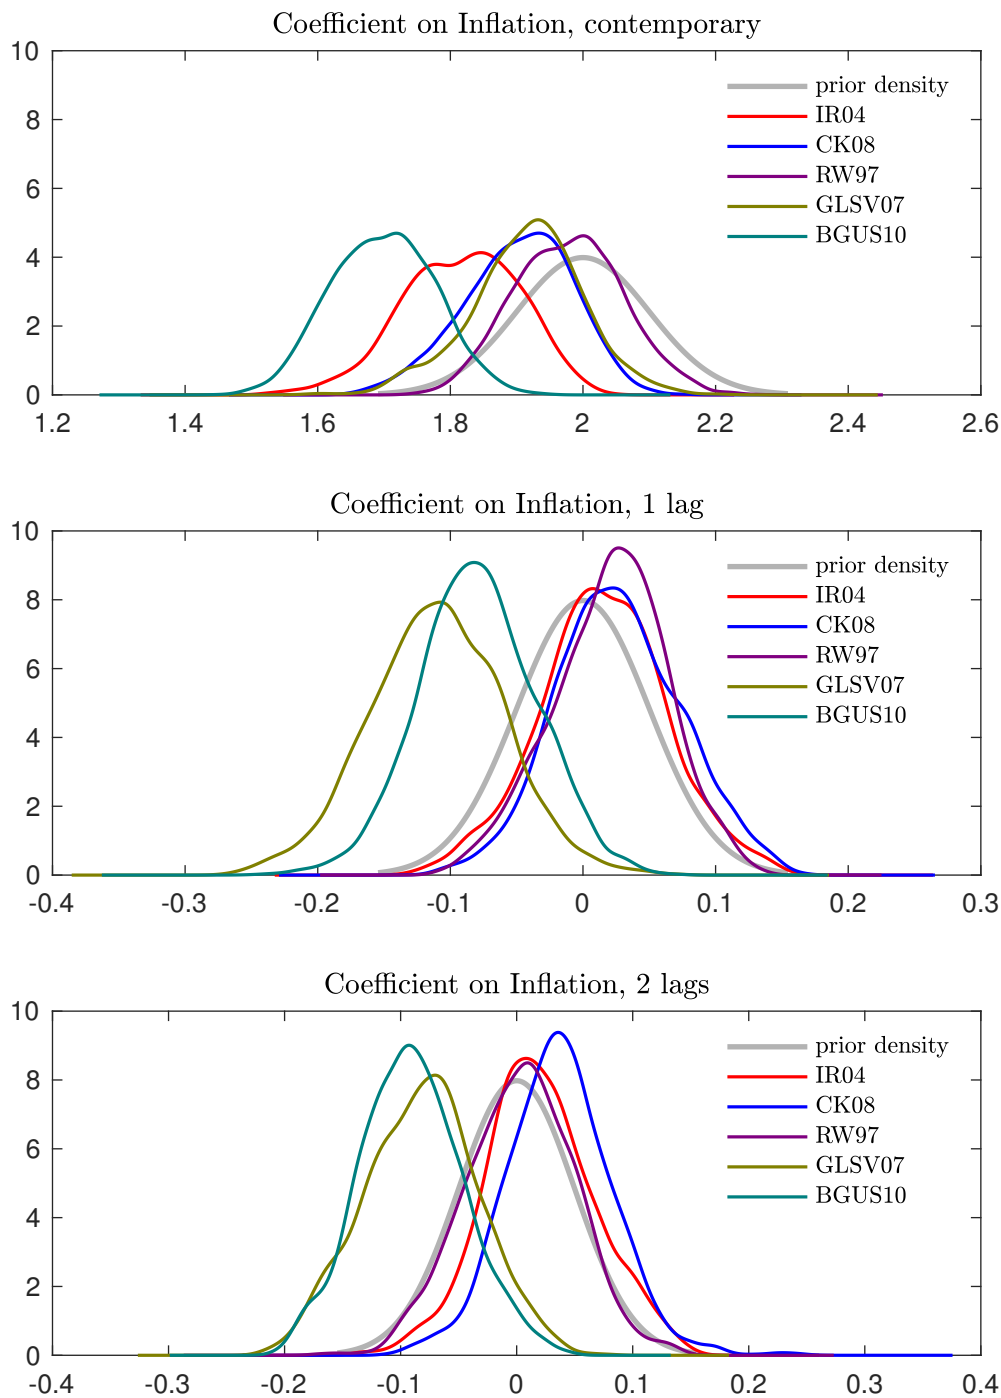 Coefficient on Inflation, contemporary
10
8
6
4
2
0
1.2 1.4 1.6 1.8 2 2.2 2.4 2.6
prior density
IR04
CK08
RW97
GLSV07
BGUS10
Coefficient on Inflation, 1 lag
10
8
6
4
2
0
-0.4 -0.3 -0.2 -0.1 0 0.1 0.2 0.3
prior density
IR04
CK08
RW97
GLSV07
BGUS10
Coefficient on Inflation, 2 lags
10
8
6
4
2
0
-0.4 -0.3 -0.2 -0.1 0 0.1 0.2 0.3 0.4
prior density
IR04
CK08
RW97
GLSV07
BGUS10